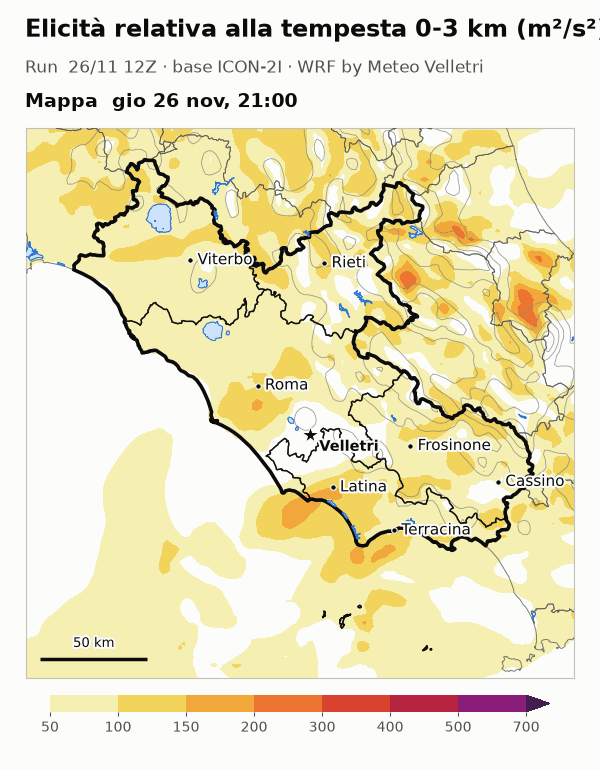 Elicità relativa alla tempesta 0-3 km (m²/s²)
Run  26/11 12Z · base ICON-2I · WRF by Meteo Velletri
Mappa  gio 26 nov, 21:00
Viterbo
Rieti
Roma
Velletri
Frosinone
Cassino
Latina
Terracina
50 km
50 100 150 200 300 400 500 700